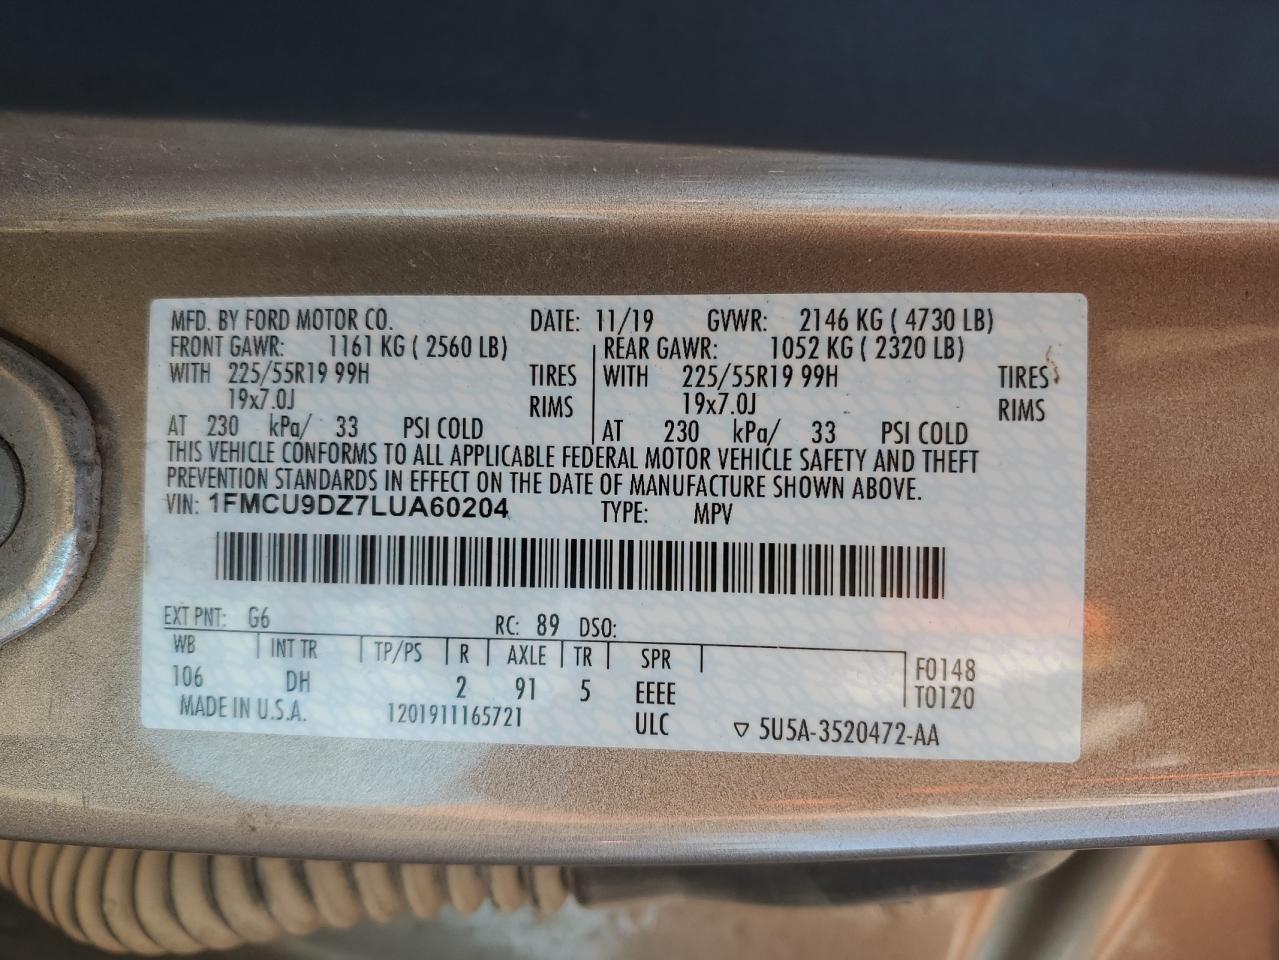 MFD. BY FORD MOTOR CO. DATE: 11/19 GVWR: 2146 KG ( 4730 LB)
FRONT GAWR: 1161 KG ( 2560 LB) REAR GAWR: 1052 KG ( 2320 LB)
WITH 225/55R19 99H TIRES WITH 225/55R19 99H TIRES
19x7.0J RIMS 19x7.0J RIMS
AT 230 kPa/ 33 PSI COLD AT 230 kPa/ 33 PSI COLD
THIS VEHICLE CONFORMS TO ALL APPLICABLE FEDERAL MOTOR VEHICLE SAFETY AND THEFT
PREVENTION STANDARDS IN EFFECT ON THE DATE OF MANUFACTURE SHOWN ABOVE.
VIN: 1FMCU9DZ7LUA60204 TYPE: MPV
EXT PNT: G6 RC: 89 DSO:
WB INT TR TP/PS R AXLE TR SPR F0148
106 DH 2 91 5 EEEE T0120
MADE IN U.S.A. 1201911165721 ULC ▽ 5U5A-3520472-AA